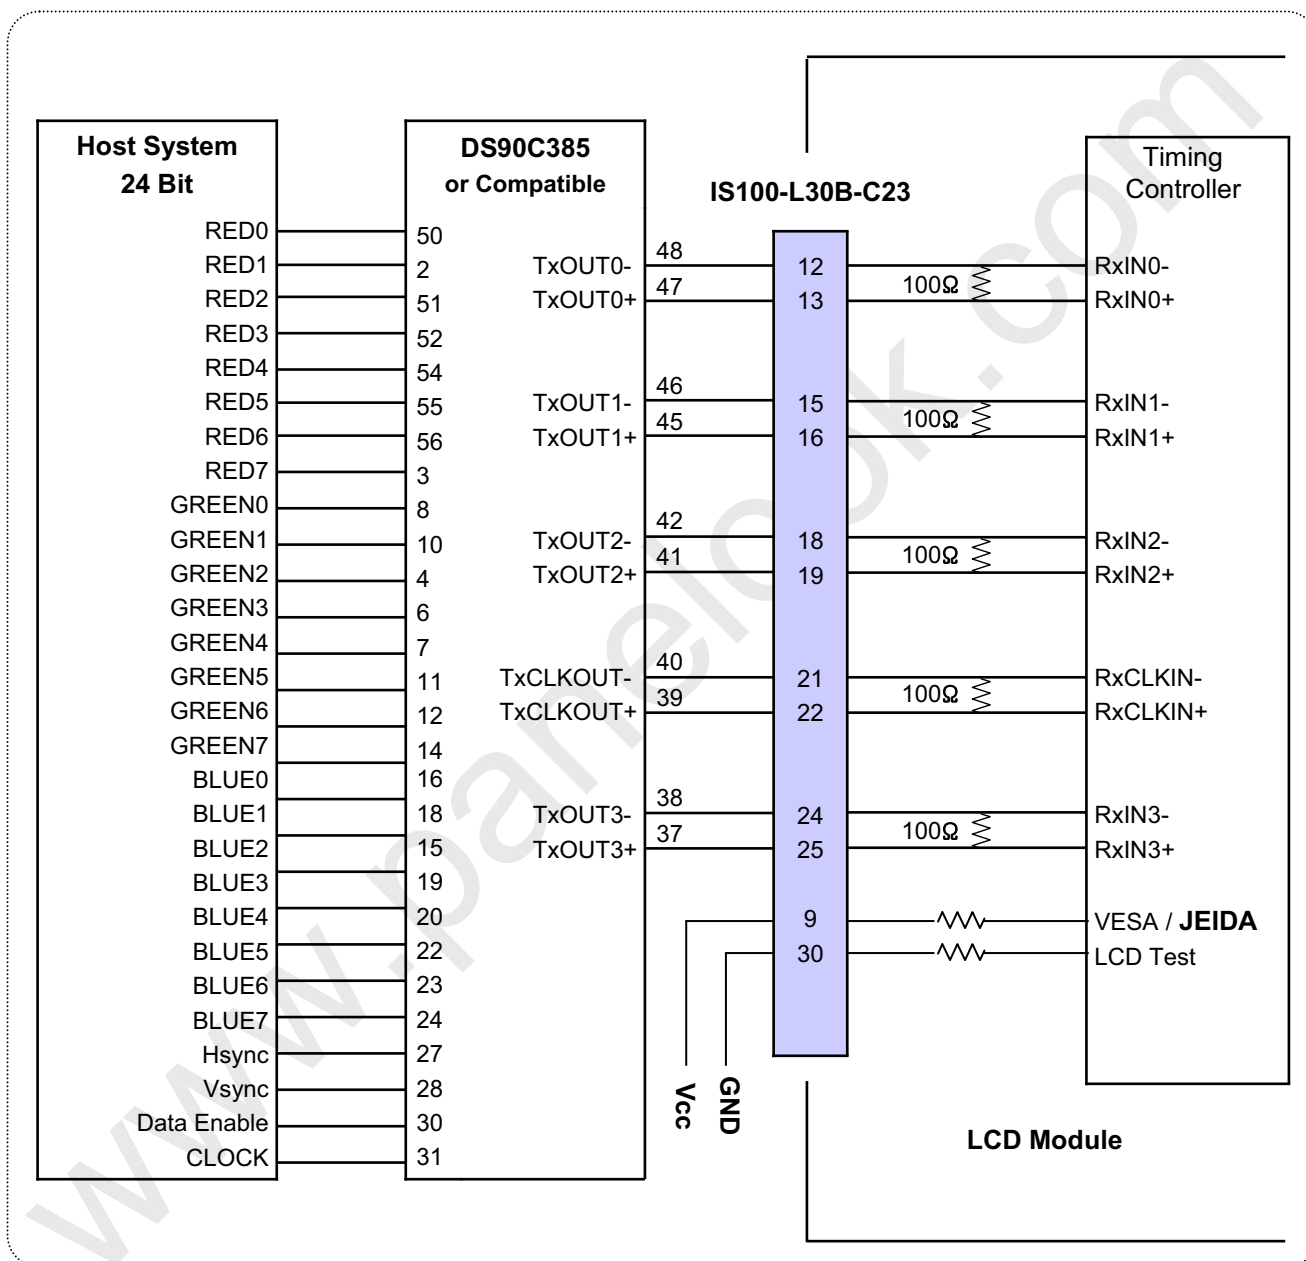 Host System
24 Bit
RED0
RED1
RED2
RED3
RED4
RED5
RED6
RED7
GREEN0
GREEN1
GREEN2
GREEN3
GREEN4
GREEN5
GREEN6
GREEN7
BLUE0
BLUE1
BLUE2
BLUE3
BLUE4
BLUE5
BLUE6
BLUE7
Hsync
Vsync
Data Enable
CLOCK
DS90C385
or Compatible
50
2
51
52
54
55
56
3
8
10
4
6
7
11
12
14
16
18
15
19
20
22
23
24
27
28
30
31
TxOUT0-
TxOUT0+
TxOUT1-
TxOUT1+
TxOUT2-
TxOUT2+
TxCLKOUT-
TxCLKOUT+
TxOUT3-
TxOUT3+
48
47
46
45
42
41
40
39
38
37
IS100-L30B-C23
12
13
15
16
18
19
21
22
24
25
9
30
Vcc
GND
100Ω
100Ω
100Ω
100Ω
100Ω
Timing
Controller
RxIN0-
RxIN0+
RxIN1-
RxIN1+
RxIN2-
RxIN2+
RxCLKIN-
RxCLKIN+
RxIN3-
RxIN3+
VESA / JEIDA
LCD Test
LCD Module
www.panelook.com